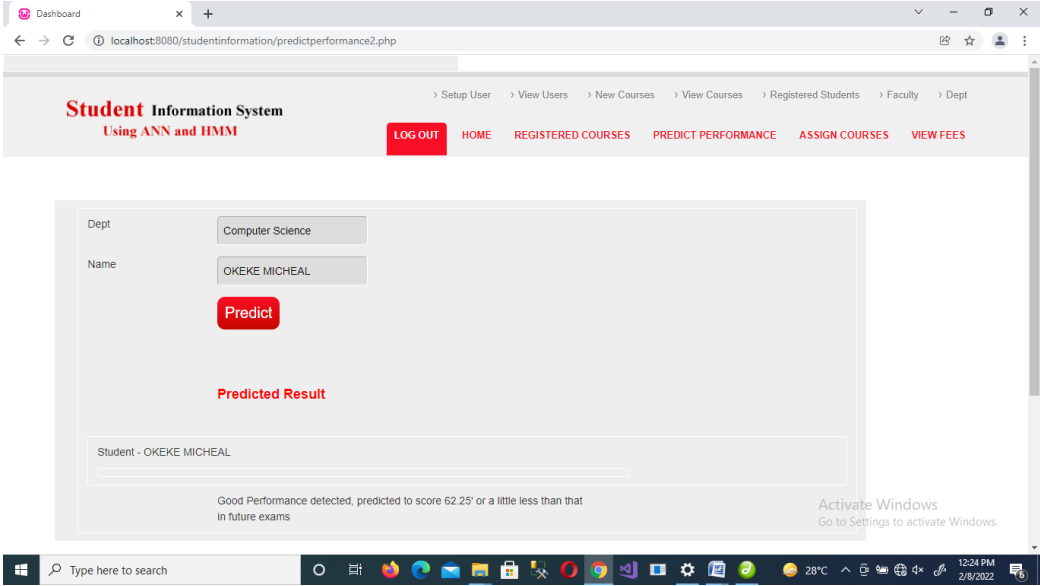 Dashboard
localhost:8080/studentinformation/predictperformance2.php
› Setup User › View Users › New Courses › View Courses › Registered Students › Faculty › Dept
Student Information System
Using ANN and HMM
LOG OUT HOME REGISTERED COURSES PREDICT PERFORMANCE ASSIGN COURSES VIEW FEES
Dept
Computer Science
Name
OKEKE MICHEAL
Predict
Predicted Result
Student - OKEKE MICHEAL
Good Performance detected, predicted to score 62.25' or a little less than that
in future exams
Activate Windows
Go to Settings to activate Windows.
Type here to search
28°C
12:24 PM
2/8/2022
6